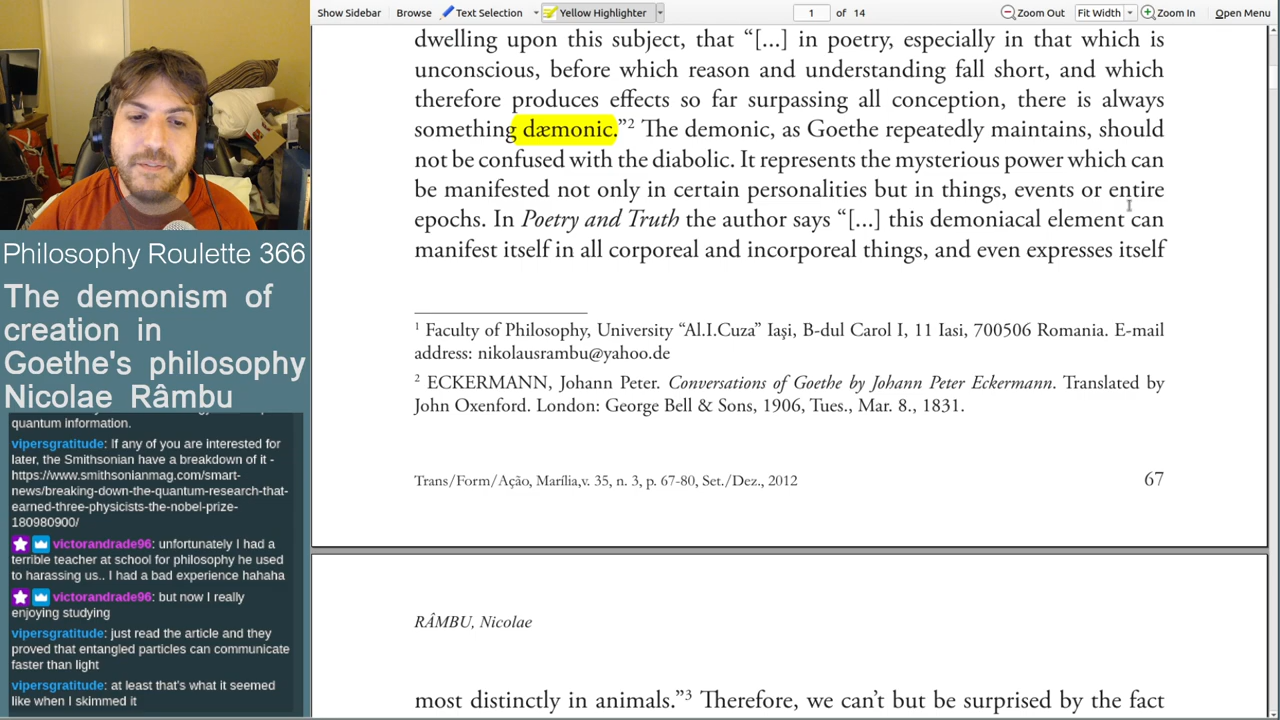 Show Sidebar Browse Text Selection Yellow Highlighter 1 of 14 Zoom Out Fit Width Zoom In Open Menu
dwelling upon this subject, that “[...] in poetry, especially in that which is
unconscious, before which reason and understanding fall short, and which
therefore produces effects so far surpassing all conception, there is always
something dæmonic.”2 The demonic, as Goethe repeatedly maintains, should
not be confused with the diabolic. It represents the mysterious power which can
be manifested not only in certain personalities but in things, events or entire
epochs. In Poetry and Truth the author says “[...] this demoniacal element can
manifest itself in all corporeal and incorporeal things, and even expresses itself
1 Faculty of Philosophy, University “Al.I.Cuza” Iaşi, B-dul Carol I, 11 Iasi, 700506 Romania. E-mail
address: nikolausrambu@yahoo.de
2 ECKERMANN, Johann Peter. Conversations of Goethe by Johann Peter Eckermann. Translated by
John Oxenford. London: George Bell & Sons, 1906, Tues., Mar. 8., 1831.
Trans/Form/Ação, Marília,v. 35, n. 3, p. 67-80, Set./Dez., 2012 67
RÂMBU, Nicolae
most distinctly in animals.”3 Therefore, we can’t but be surprised by the fact
Philosophy Roulette 366
The demonism of
creation in
Goethe's philosophy
Nicolae Râmbu
quantum information.
vipersgratitude: If any of you are interested for
later, the Smithsonian have a breakdown of it -
https://www.smithsonianmag.com/smart-
news/breaking-down-the-quantum-research-that-
earned-three-physicists-the-nobel-prize-
180980900/
victorandrade96: unfortunately I had a
terrible teacher at school for philosophy he used
to harassing us.. I had a bad experience hahaha
victorandrade96: but now I really
enjoying studying
vipersgratitude: just read the article and they
proved that entangled particles can communicate
faster than light
vipersgratitude: at least that's what it seemed
like when I skimmed it